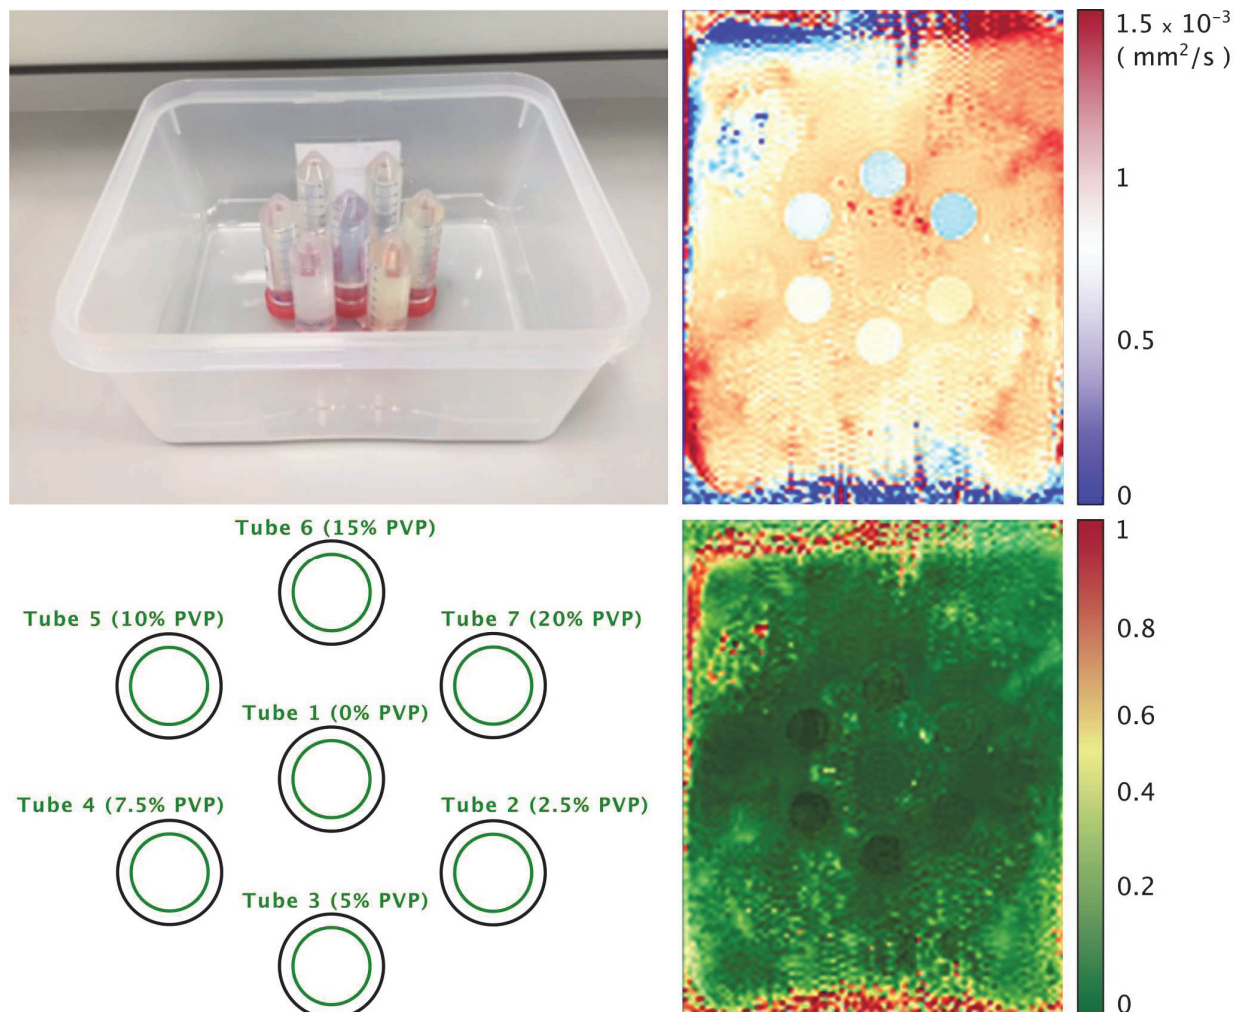 1.5 × 10⁻³
( mm²/s )
1
0.5
0
Tube 6 (15% PVP)
Tube 5 (10% PVP)
Tube 7 (20% PVP)
Tube 1 (0% PVP)
Tube 4 (7.5% PVP)
Tube 2 (2.5% PVP)
Tube 3 (5% PVP)
1
0.8
0.6
0.4
0.2
0